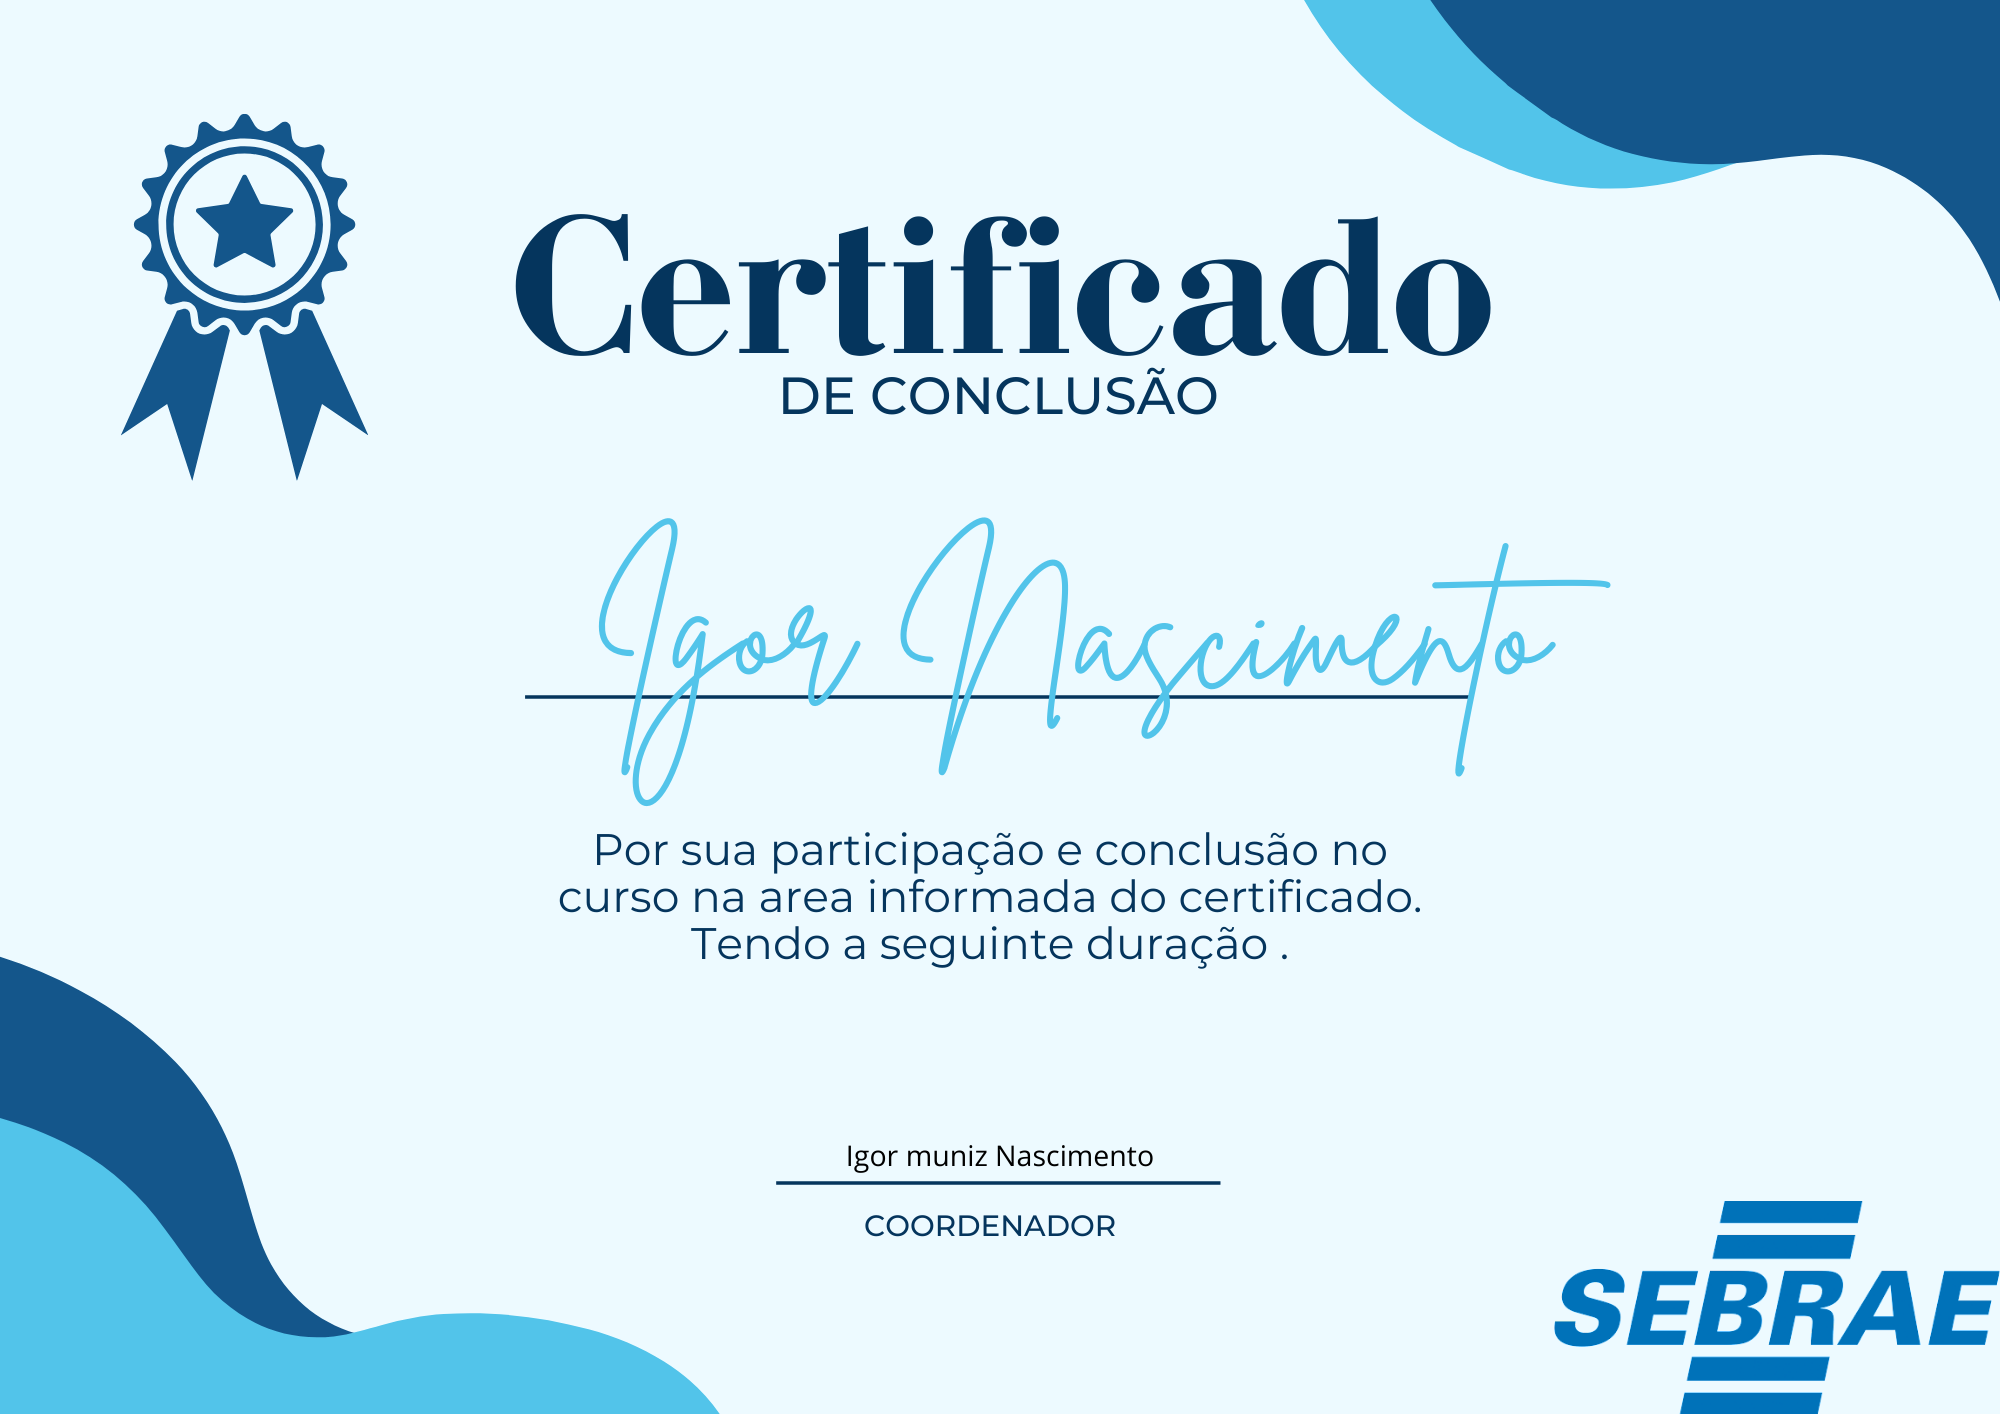 Certificado
DE CONCLUSÃO
Igor Nascimento
Por sua participação e conclusão no
curso na area informada do certificado.
Tendo a seguinte duração .
Igor muniz Nascimento
COORDENADOR
SEBRAE